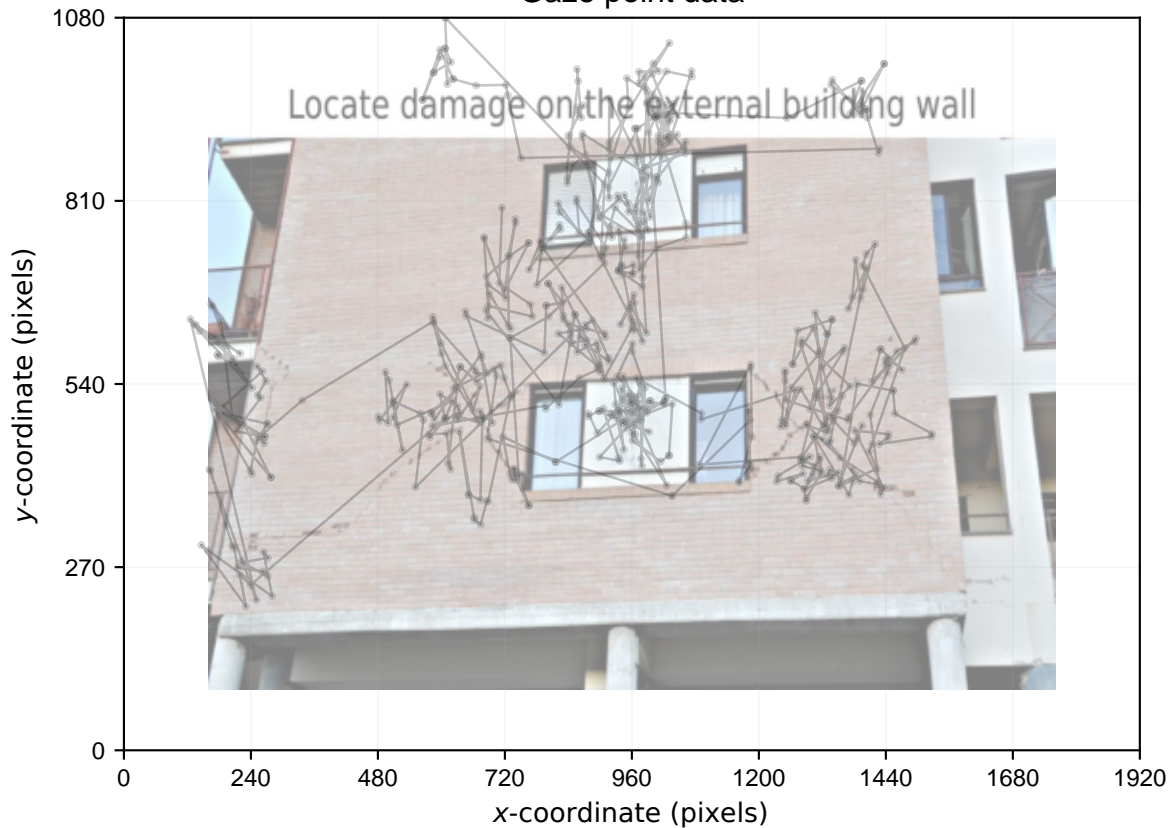 Gaze point data
1080
Locate damage on the external building wall
810
540
270
0
0 240 480 720 960 1200 1440 1680 1920
x-coordinate (pixels)
y-coordinate (pixels)